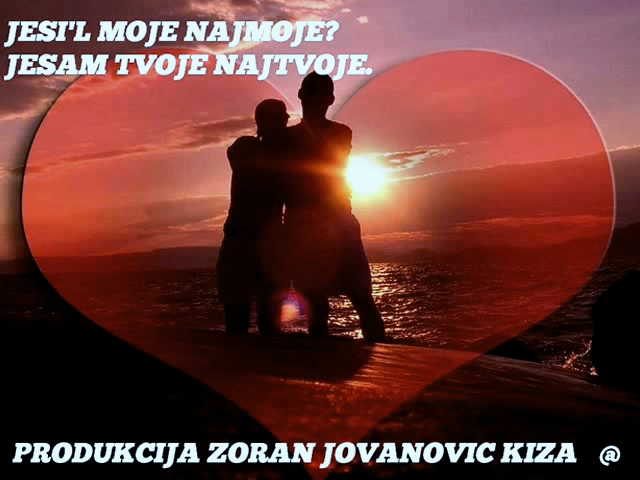 JESI'L MOJE NAJMOJE?
JESAM TVOJE NAJTVOJE.
PRODUKCIJA ZORAN JOVANOVIC KIZA @